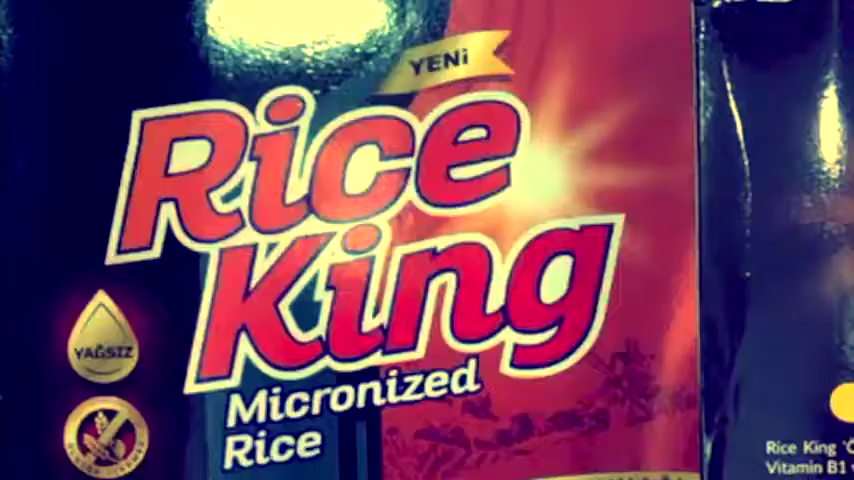 YENİ
Rice
King
Micronized
Rice
YAĞSIZ
Rice King
Vitamin B1